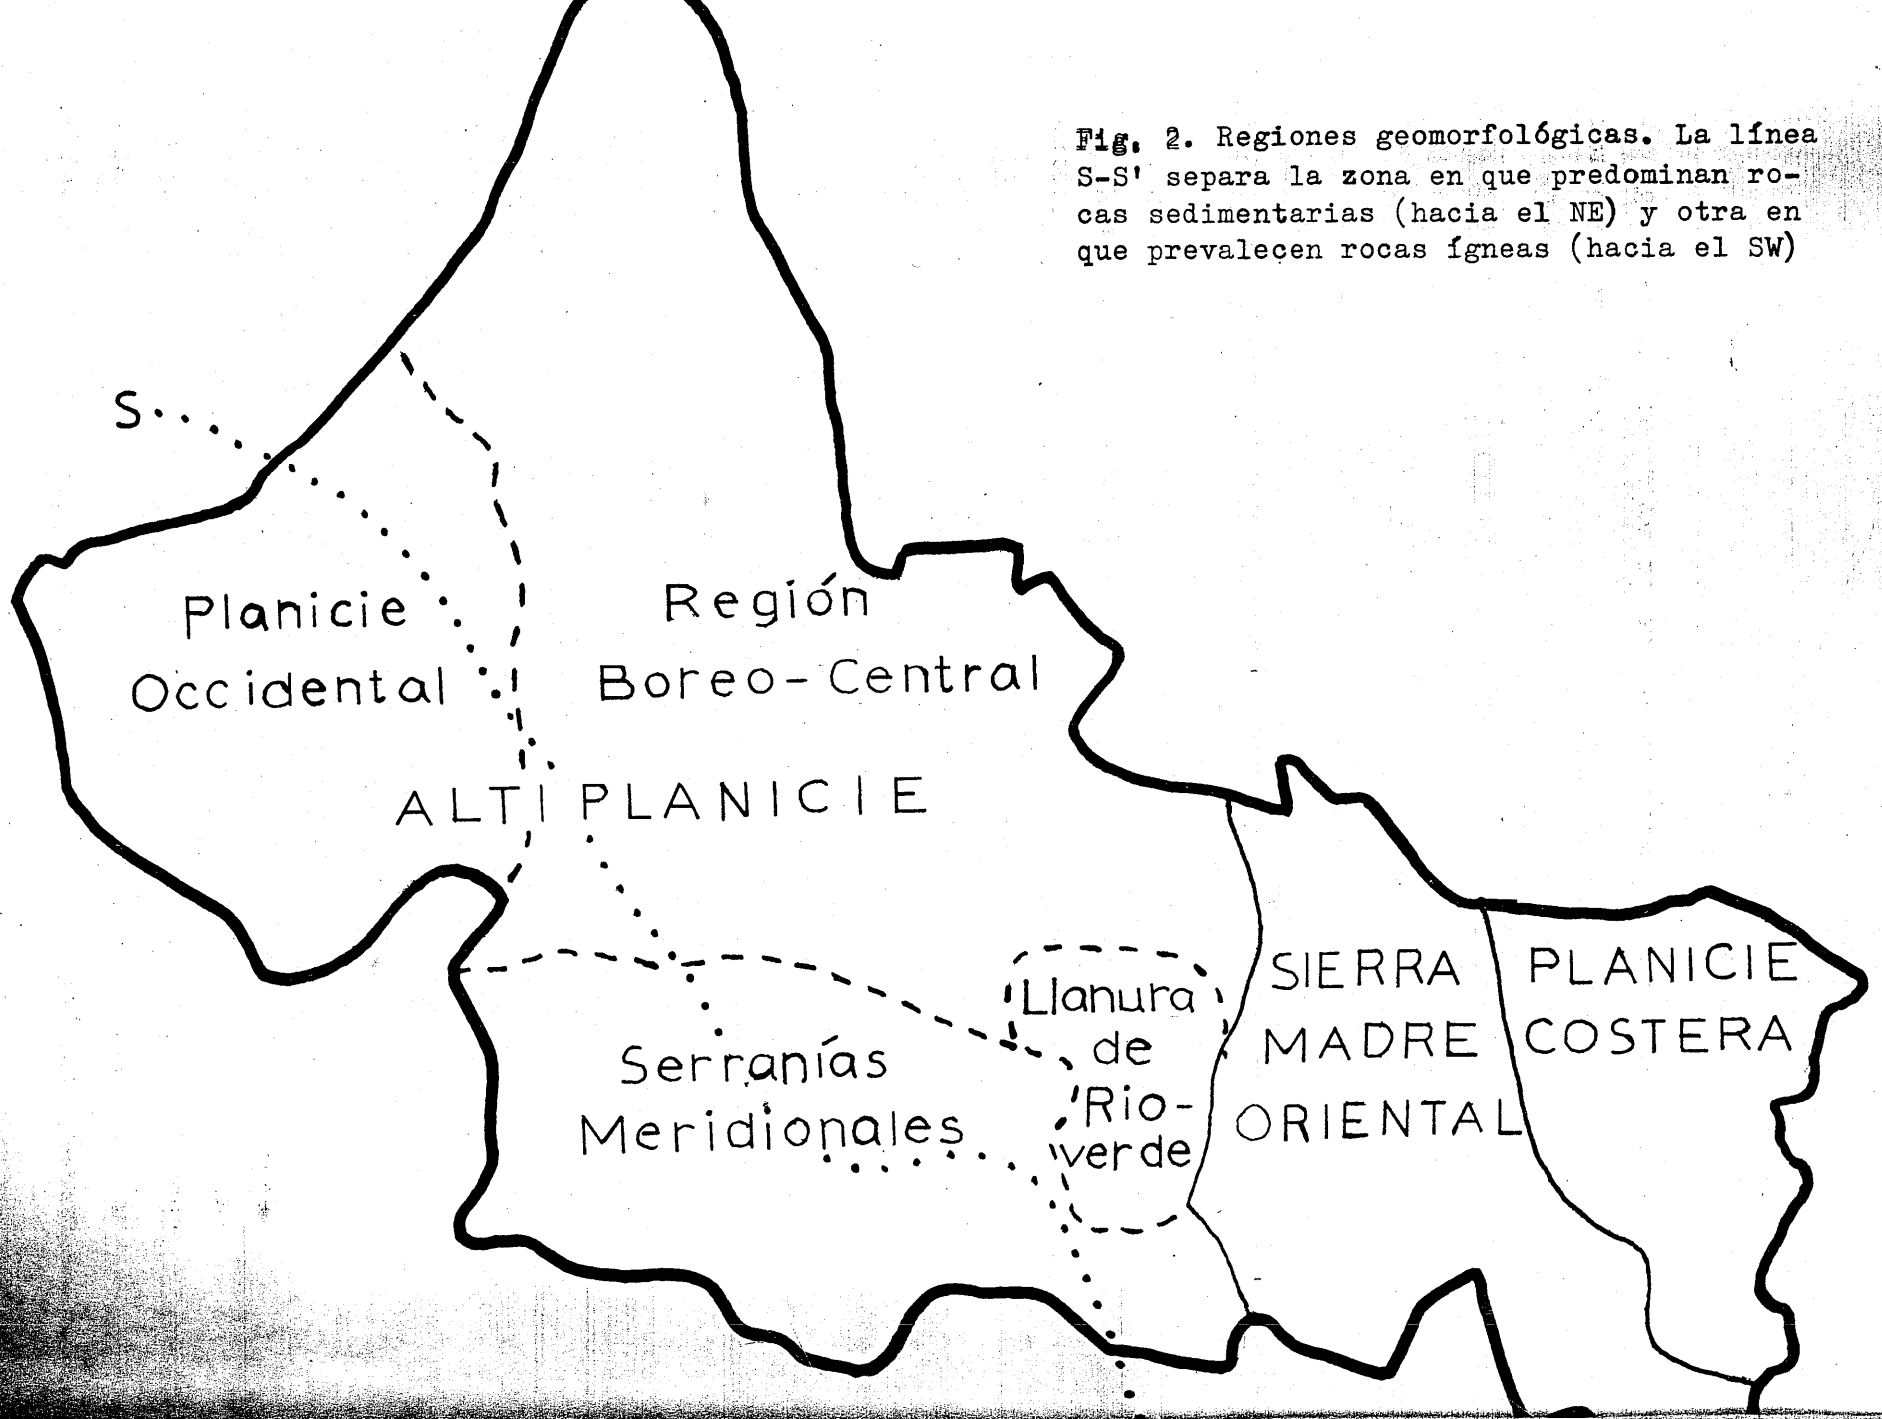 Fig. 2. Regiones geomorfológicas. La línea
S-S' separa la zona en que predominan ro-
cas sedimentarias (hacia el NE) y otra en
que prevalecen rocas ígneas (hacia el SW)
S
Planicie
Occidental
Región
Boreo-Central
ALTIPLANICIE
Serranías
Meridionales
Llanura
de
Rio-
verde
SIERRA
MADRE
ORIENTAL
PLANICIE
COSTERA